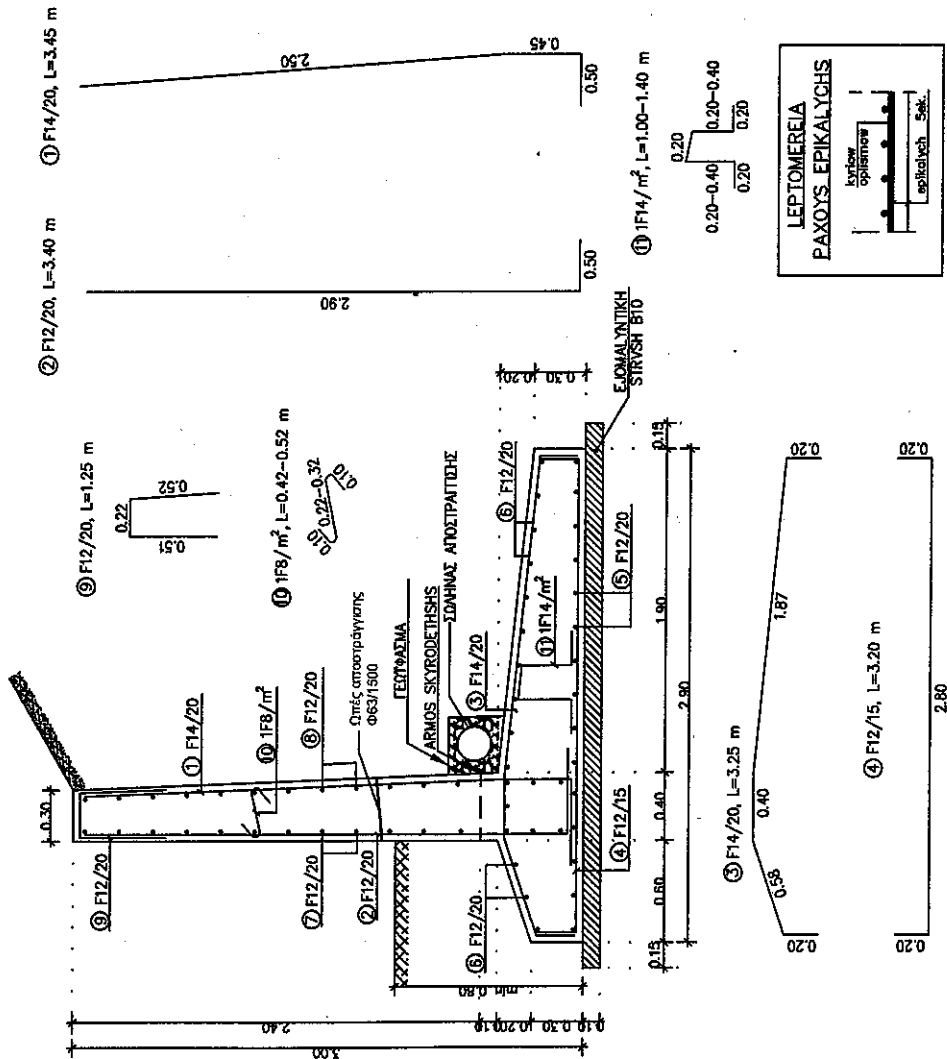 ① F14/20, L=3.45 m
2.50
0.45
0.50
② F12/20, L=3.40 m
2.90
0.50
⑪ 1F14/m², L=1.00-1.40 m
0.20
0.20-0.40
0.20-0.40
0.20
0.20
LEPTOMEREIA
PAXOYS EPIKALYCHS
kyriow
oplismow
epikalych 5ek.
⑨ F12/20, L=1.25 m
0.22
0.52
0.51
⑩ 1F8/m², L=0.42-0.52 m
0.10
0.22-0.32
0.10
0.30
① F14/20
⑩ 1F8/m²
⑧ F12/20
Ωπές αποστράγγισης
Φ63/1500
ΓΕΩΥΦΑΣΜΑ
ARMOS SKYRODETHSHS
ΣΩΛΗΝΑΣ ΑΠΟΣΤΡΑΓΓΙΣΗΣ
③ F14/20
⑪ 1F14/m²
⑥ F12/20
0.20
0.30
EJOMALYNTIKH
STRVSH B10
⑨ F12/20
⑦ F12/20
② F12/20
⑥ F12/20
④ F12/15
⑤ F12/20
3.00
2.40
0.10
0.20
0.30
0.10
min 0.80
0.15
0.60
0.40
1.90
0.15
2.90
③ F14/20, L=3.25 m
0.20
0.58
0.40
1.87
0.20
④ F12/15, L=3.20 m
0.20
2.80
0.20